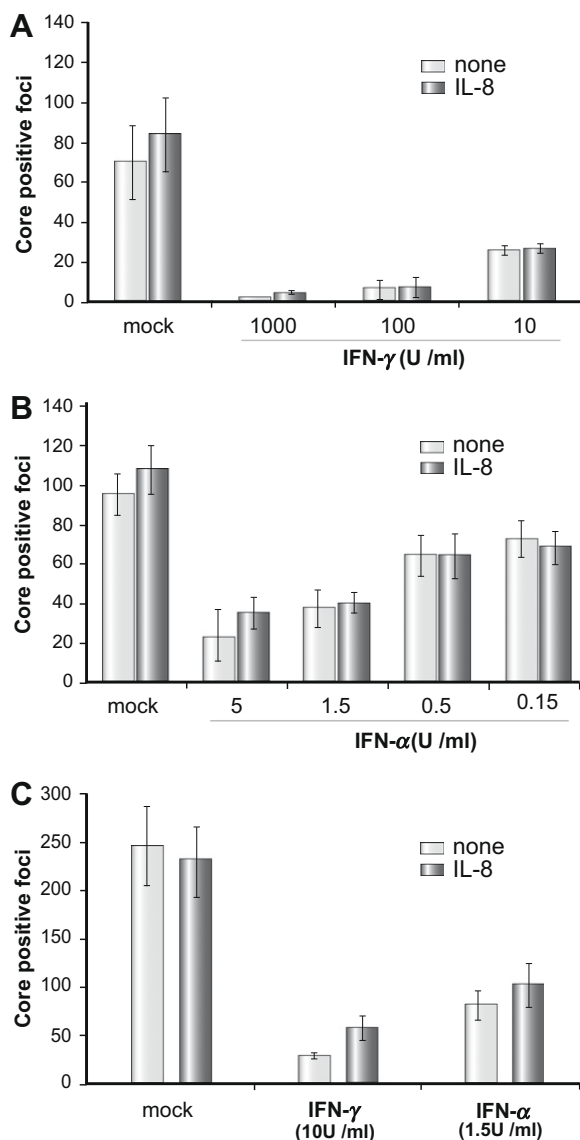 A
140
120
100
80
60
40
20
0
Core positive foci
none
IL-8
mock
1000
100
10
IFN-γ (U /ml)
B
140
120
100
80
60
40
20
0
Core positive foci
none
IL-8
mock
5
1.5
0.5
0.15
IFN-α(U /ml)
C
300
250
200
150
100
50
0
Core positive foci
none
IL-8
mock
IFN-γ
(10U /ml)
IFN-α
(1.5U /ml)